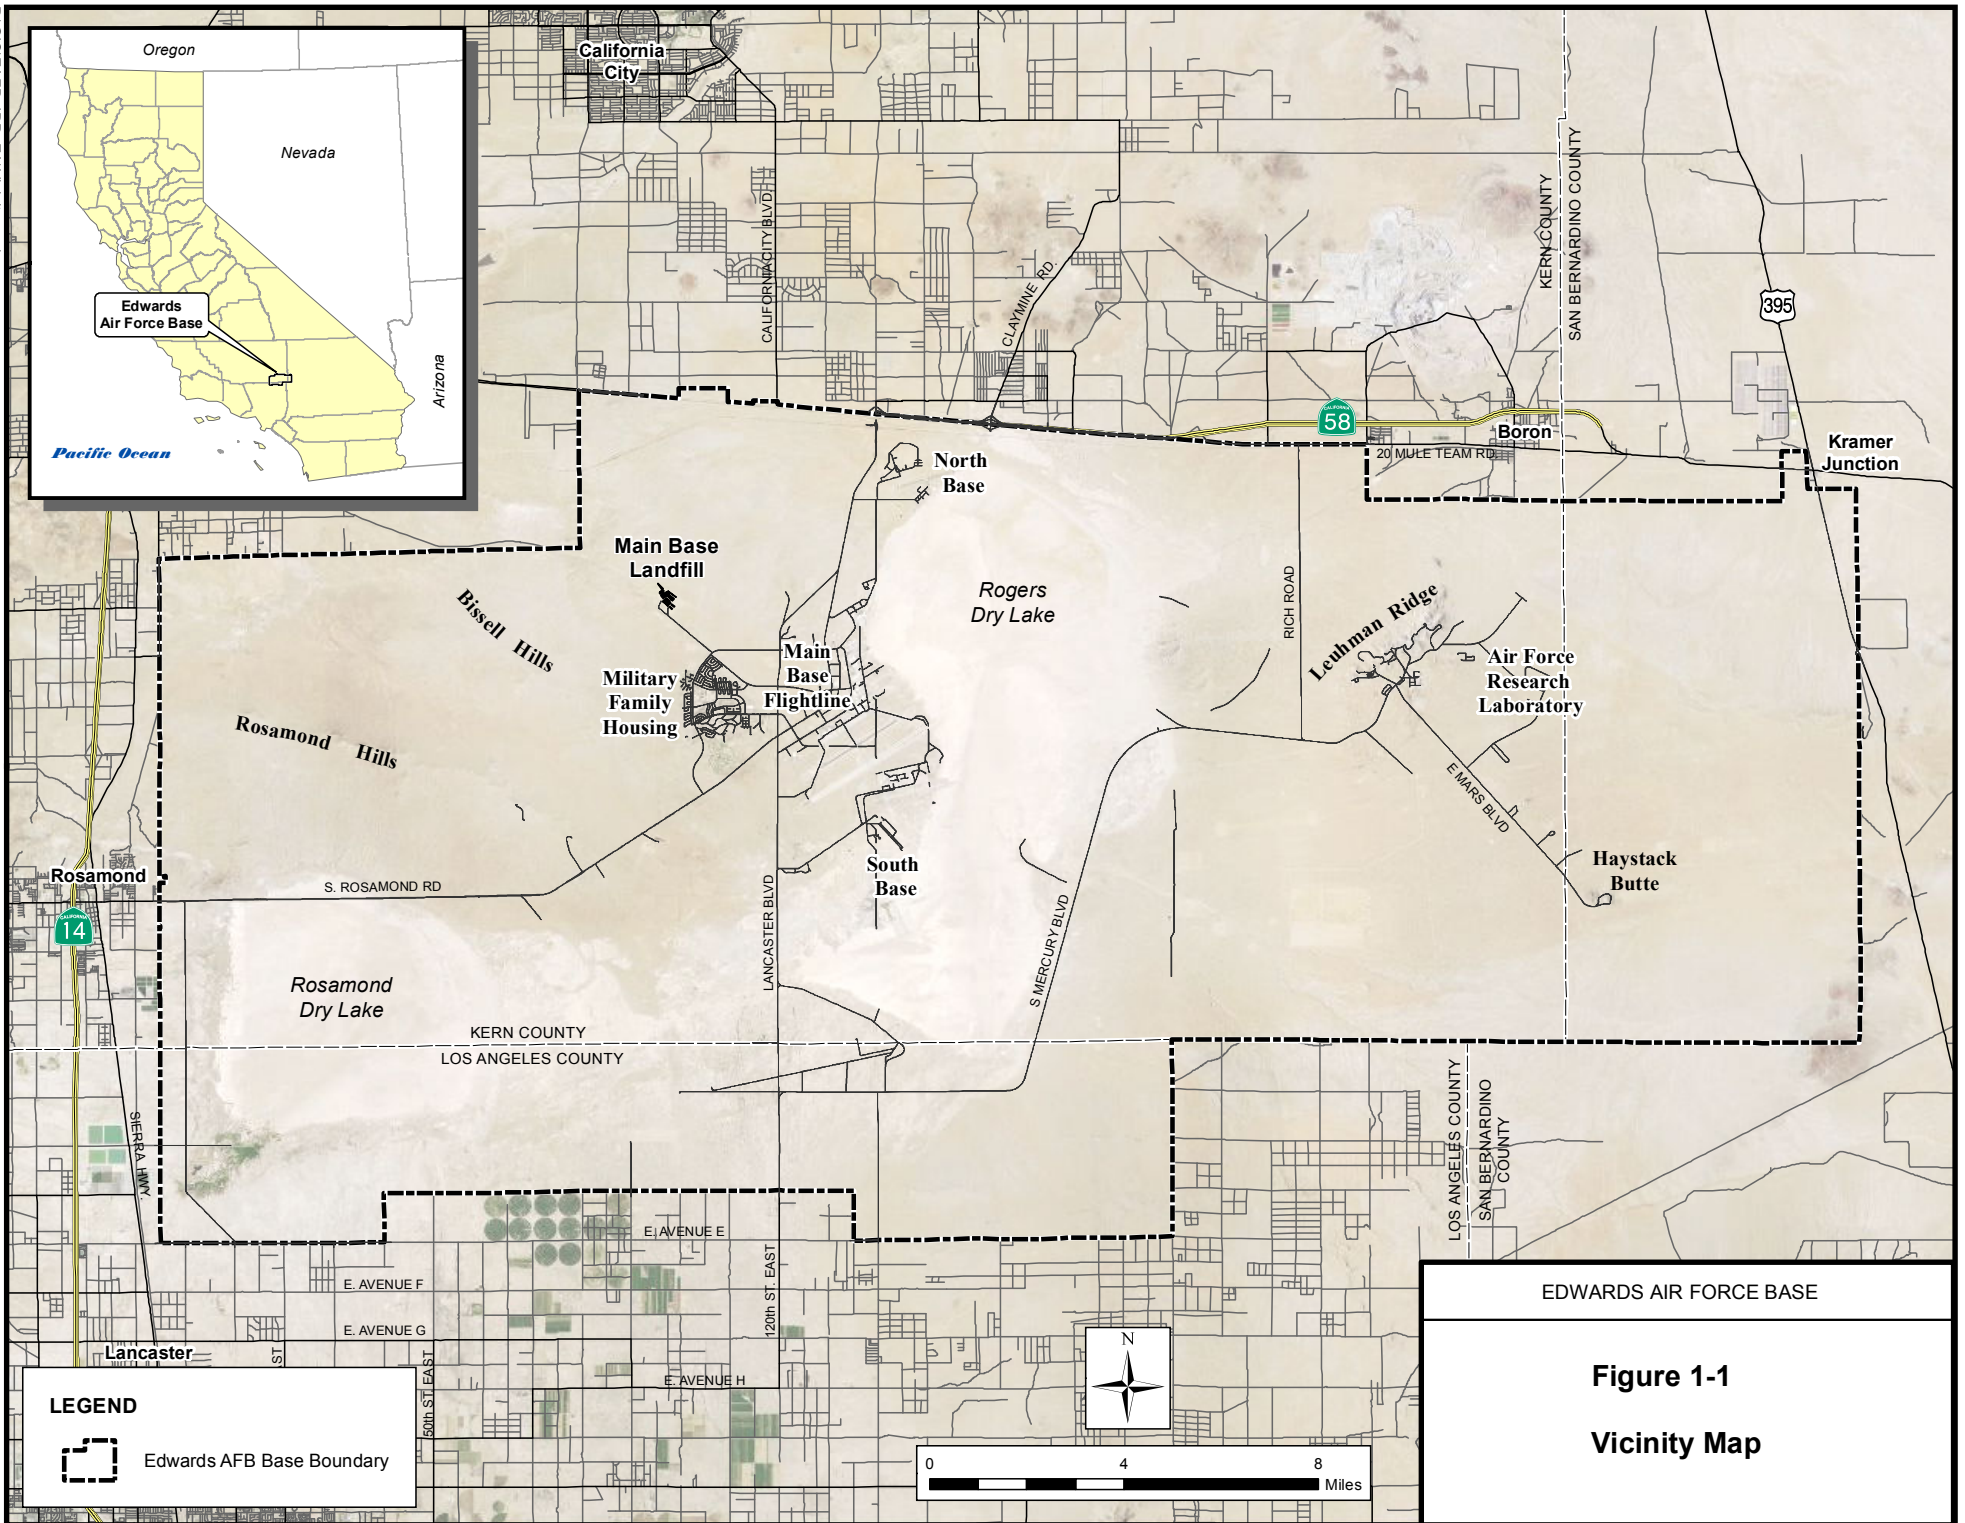 Oregon
Nevada
Edwards
Air Force Base
Arizona
Pacific Ocean
California
City
CALIFORNIA CITY BLVD.
CLAYMINE RD.
KERN COUNTY
SAN BERNARDINO COUNTY
395
CALIFORNIA
58
Boron
20 MULE TEAM RD.
Kramer
Junction
North
Base
Main Base
Landfill
Rogers
Dry Lake
Bissell Hills
RICH ROAD
Leuhman Ridge
Main
Base
Flightline
Military
Family
Housing
Air Force
Research
Laboratory
Rosamond Hills
E MARS BLVD
South
Base
Haystack
Butte
Rosamond
S. ROSAMOND RD
CALIFORNIA
14
LANCASTER BLVD
S MERCURY BLVD
Rosamond
Dry Lake
KERN COUNTY
LOS ANGELES COUNTY
SIERRA HWY.
LOS ANGELES COUNTY
SAN BERNARDINO
COUNTY
E. AVENUE E
E. AVENUE F
E. AVENUE G
E. AVENUE H
120th ST. EAST
50th ST. EAST
ST
Lancaster
LEGEND
Edwards AFB Base Boundary
N
0 4 8
Miles
EDWARDS AIR FORCE BASE
Figure 1-1
Vicinity Map